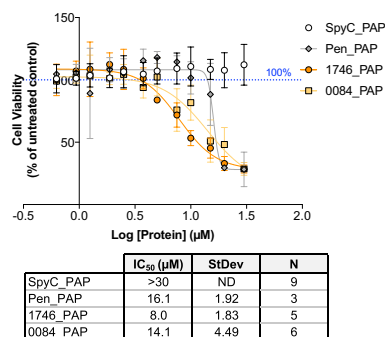 150
SpyC_PAP
Pen_PAP
1746_PAP
0084_PAP
100%
100
50
Cell Viability
(% of untreated control)
-0.5 0.0 0.5 1.0 1.5 2.0
Log [Protein] (µM)
IC50 (µM) StDev N
SpyC_PAP >30 ND 9
Pen_PAP 16.1 1.92 3
1746_PAP 8.0 1.83 5
0084_PAP 14.1 4.49 6